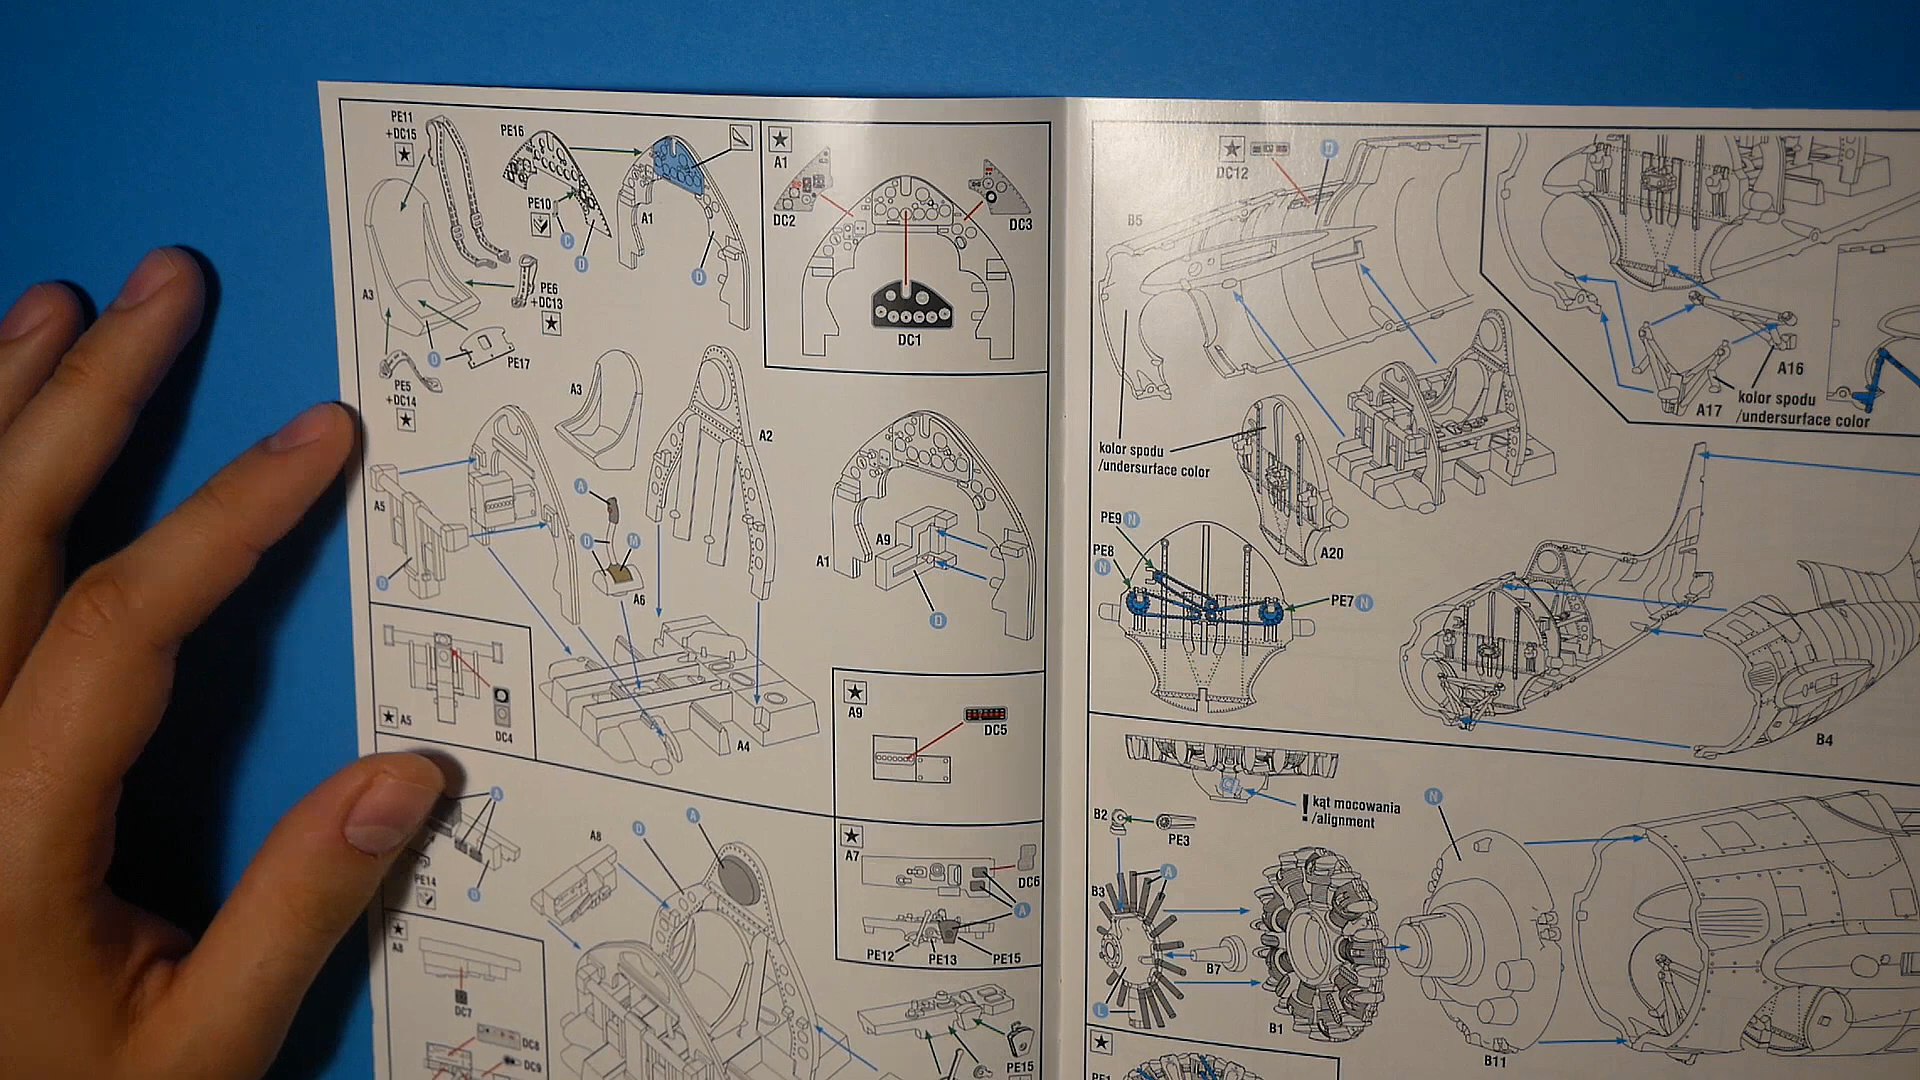 PE11
+DC15
PE16
PE10
A1
C
D
D
A3
PE6
+DC13
D
PE17
PE5
+DC14
A1
DC2
DC3
DC1
A3
A2
A5
A
D
M
D
A6
A4
A1
A9
D
A5
DC4
A9
DC5
A
PE14
D
A8
D
A
A7
DC6
A
PE12
PE13
PE15
A8
DC7
DC8
DC9
PE15
DC12
B5
kolor spodu
/undersurface color
A16
A17
kolor spodu
/undersurface color
A20
PE9 N
PE8
N
PE7 N
B4
! kąt mocowania
/alignment
N
B2
PE3
B3
A
B7
L
B1
B11
PE1